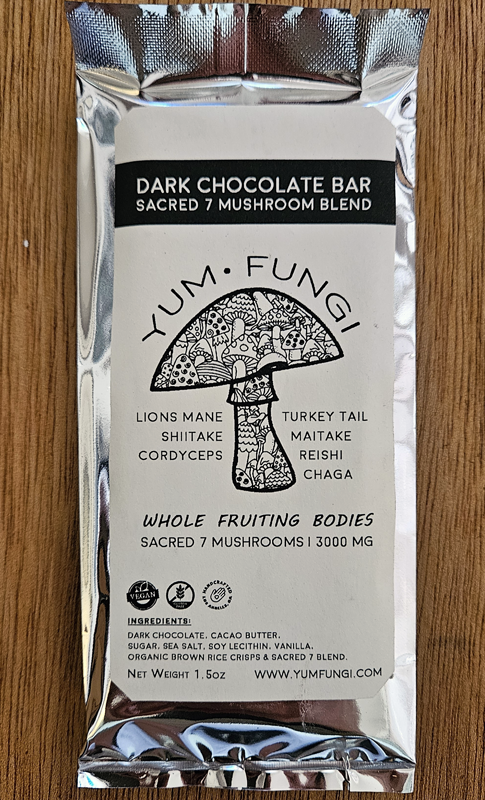 DARK CHOCOLATE BAR
SACRED 7 MUSHROOM BLEND
YUM • FUNGI
LIONS MANE
SHIITAKE
CORDYCEPS
TURKEY TAIL
MAITAKE
REISHI
CHAGA
WHOLE FRUITING BODIES
SACRED 7 MUSHROOMS | 3000 MG
VEGAN
HANDCRAFTED
INGREDIENTS:
DARK CHOCOLATE, CACAO BUTTER,
SUGAR, SEA SALT, SOY LECITHIN, VANILLA,
ORGANIC BROWN RICE CRISPS & SACRED 7 BLEND.
NET WEIGHT 1.5oz
WWW.YUMFUNGI.COM